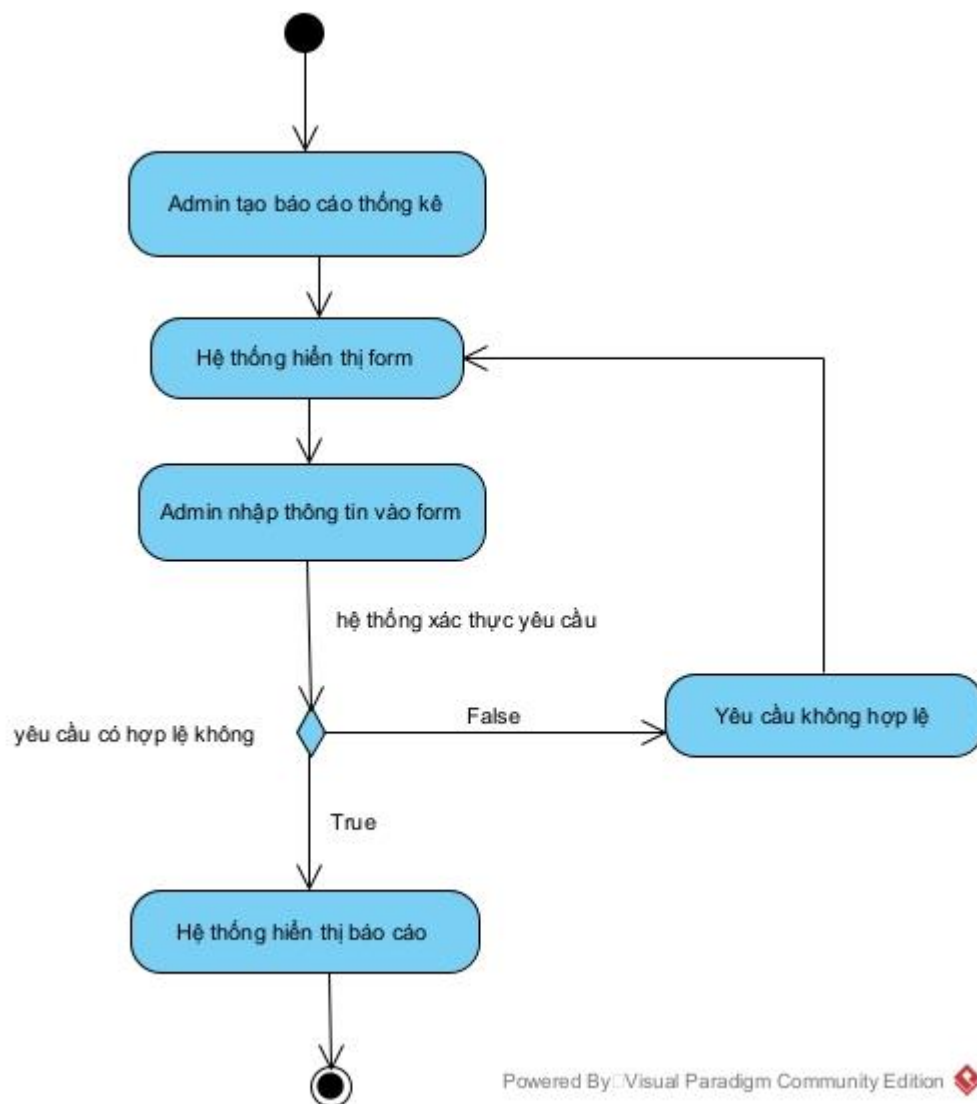 Admin tạo báo cáo thống kê
Hệ thống hiển thị form
Admin nhập thông tin vào form
hệ thống xác thực yêu cầu
yêu cầu có hợp lệ không
False
Yêu cầu không hợp lệ
True
Hệ thống hiển thị báo cáo
Powered By Visual Paradigm Community Edition